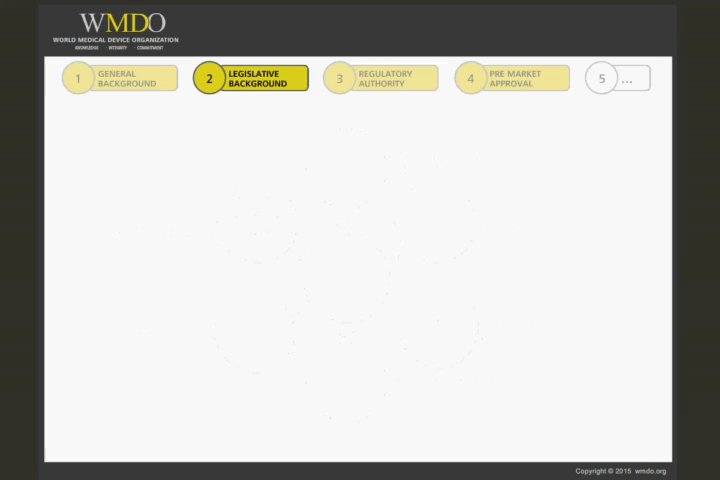 WMDO
WORLD MEDICAL DEVICE ORGANIZATION
KNOWLEDGE · INTEGRITY · COMMITMENT
1 GENERAL BACKGROUND
2 LEGISLATIVE BACKGROUND
3 REGULATORY AUTHORITY
4 PRE MARKET APPROVAL
5 ...
Copyright © 2015 wmdo.org